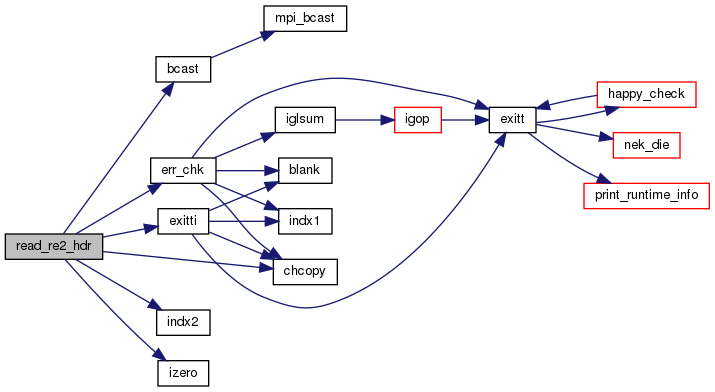 mpi_bcast
bcast
happy_check
iglsum
igop
exitt
nek_die
err_chk
blank
print_runtime_info
exitti
indx1
read_re2_hdr
chcopy
indx2
izero